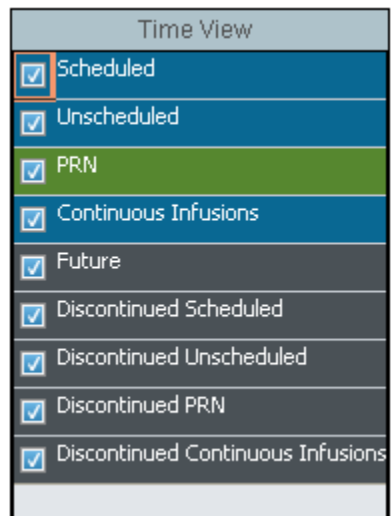 Time View
Scheduled
Unscheduled
PRN
Continuous Infusions
Future
Discontinued Scheduled
Discontinued Unscheduled
Discontinued PRN
Discontinued Continuous Infusions